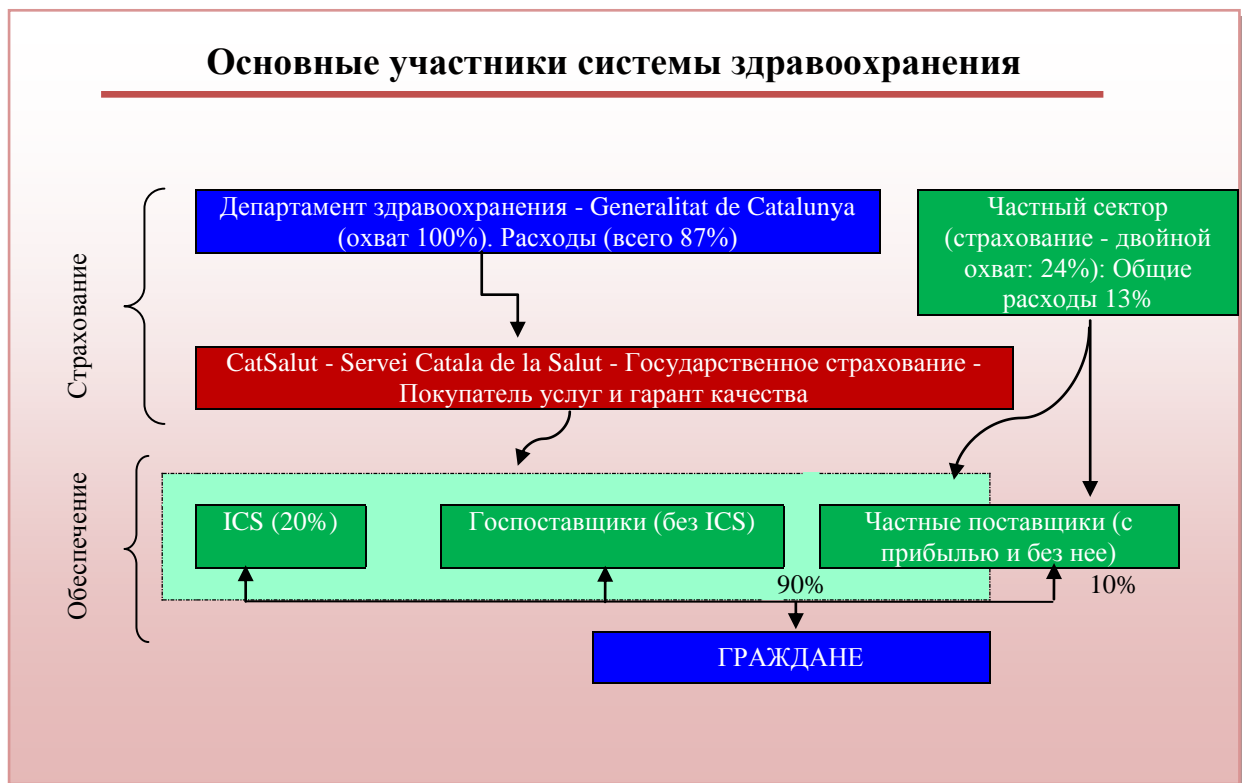 Основные участники системы здравоохранения
Страхование
Департамент здравоохранения - Generalitat de Catalunya
(охват 100%). Расходы (всего 87%)
Частный сектор
(страхование - двойной
охват: 24%): Общие
расходы 13%
CatSalut - Servei Catala de la Salut - Государственное страхование -
Покупатель услуг и гарант качества
Обеспечение
ICS (20%)
Госпоставщики (без ICS)
Частные поставщики (с
прибылью и без нее)
90%
10%
ГРАЖДАНЕ